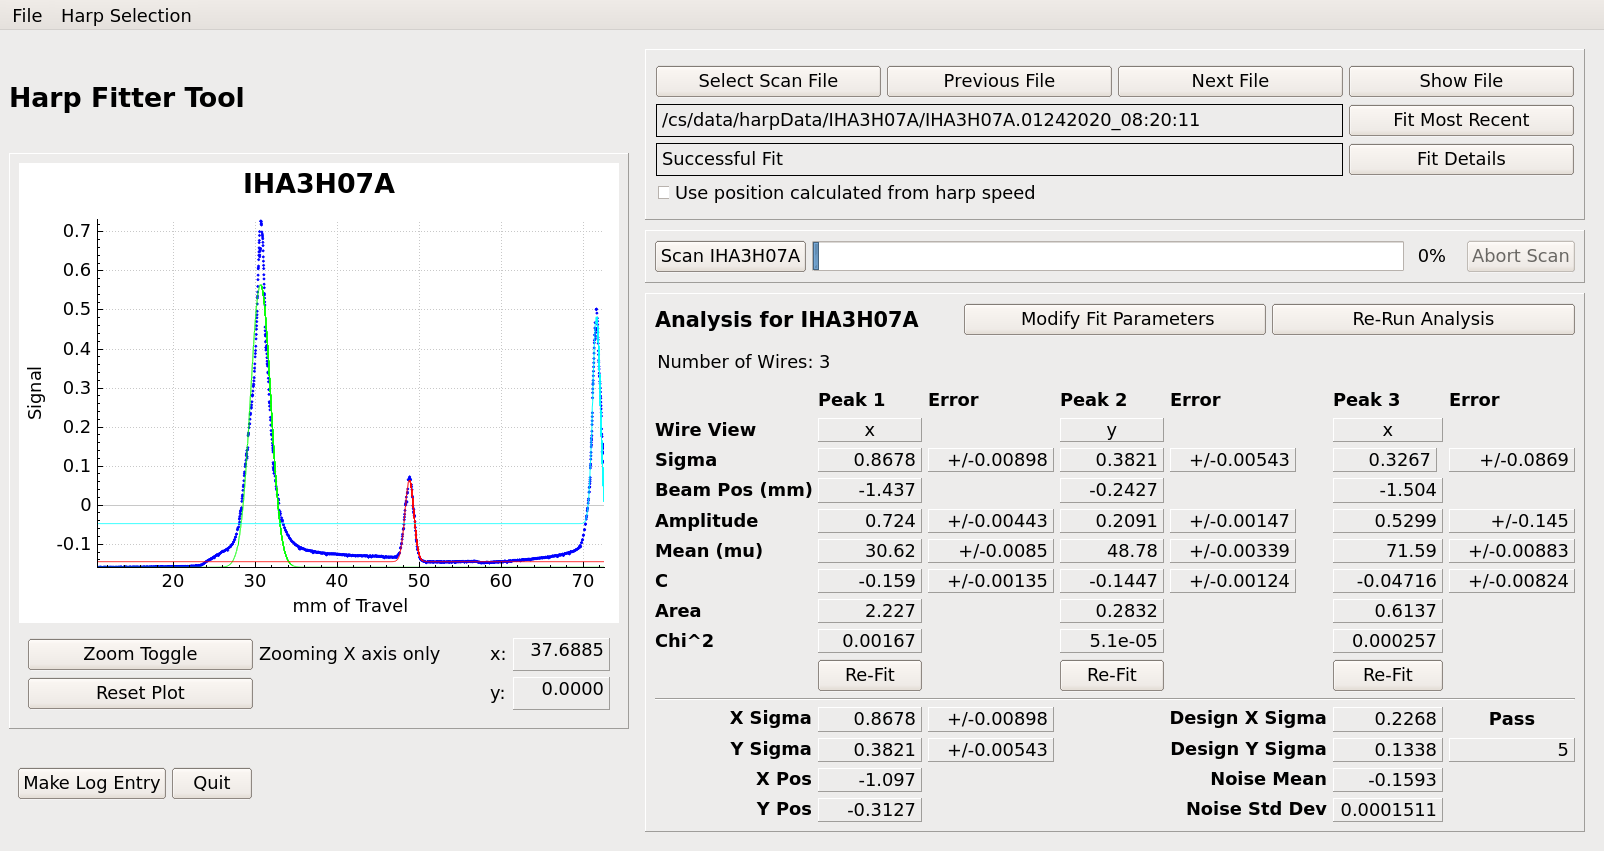 File Harp Selection
Harp Fitter Tool
Select Scan File Previous File Next File Show File
/cs/data/harpData/IHA3H07A/IHA3H07A.01242020_08:20:11 Fit Most Recent
Successful Fit Fit Details
Use position calculated from harp speed
IHA3H07A
0.7
0.6
0.5
0.4
0.3
0.2
0.1
0
-0.1
Signal
20 30 40 50 60 70
mm of Travel
Zoom Toggle Zooming X axis only x: 37.6885
Reset Plot y: 0.0000
Make Log Entry Quit
Scan IHA3H07A 0% Abort Scan
Analysis for IHA3H07A Modify Fit Parameters Re-Run Analysis
Number of Wires: 3
Peak 1 Error Peak 2 Error Peak 3 Error
Wire View x y x
Sigma 0.8678 +/-0.00898 0.3821 +/-0.00543 0.3267 +/-0.0869
Beam Pos (mm) -1.437 -0.2427 -1.504
Amplitude 0.724 +/-0.00443 0.2091 +/-0.00147 0.5299 +/-0.145
Mean (mu) 30.62 +/-0.0085 48.78 +/-0.00339 71.59 +/-0.00883
C -0.159 +/-0.00135 -0.1447 +/-0.00124 -0.04716 +/-0.00824
Area 2.227 0.2832 0.6137
Chi^2 0.00167 5.1e-05 0.000257
Re-Fit Re-Fit Re-Fit
X Sigma 0.8678 +/-0.00898 Design X Sigma 0.2268 Pass
Y Sigma 0.3821 +/-0.00543 Design Y Sigma 0.1338 5
X Pos -1.097 Noise Mean -0.1593
Y Pos -0.3127 Noise Std Dev 0.0001511